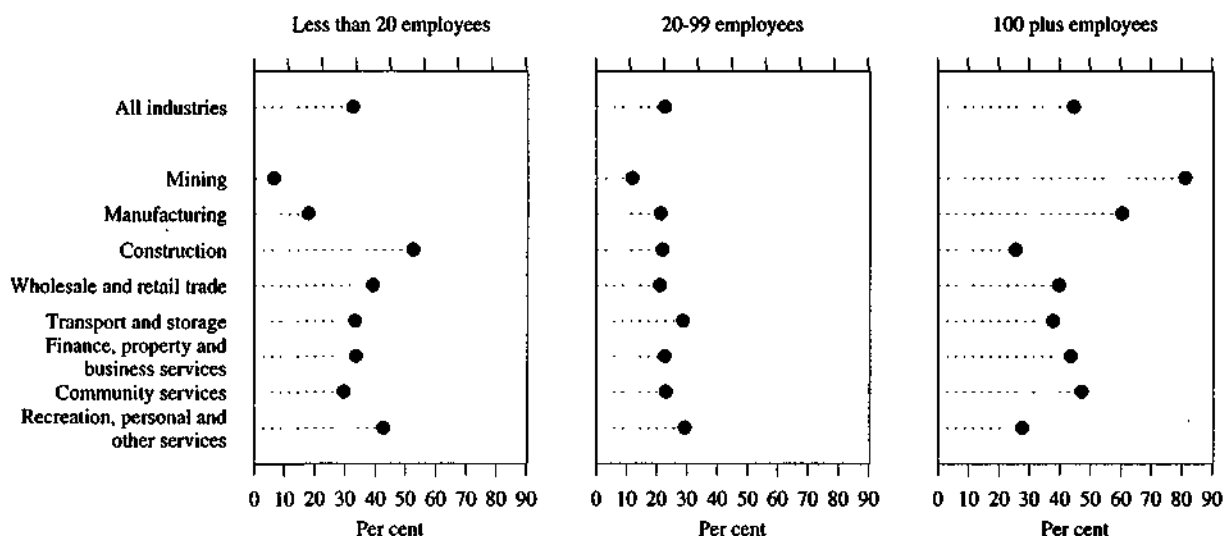 Less than 20 employees
20-99 employees
100 plus employees
All industries
Mining
Manufacturing
Construction
Wholesale and retail trade
Transport and storage
Finance, property and
business services
Community services
Recreation, personal and
other services
0 10 20 30 40 50 60 70 80 90
0 10 20 30 40 50 60 70 80 90
0 10 20 30 40 50 60 70 80 90
Per cent
Per cent
Per cent